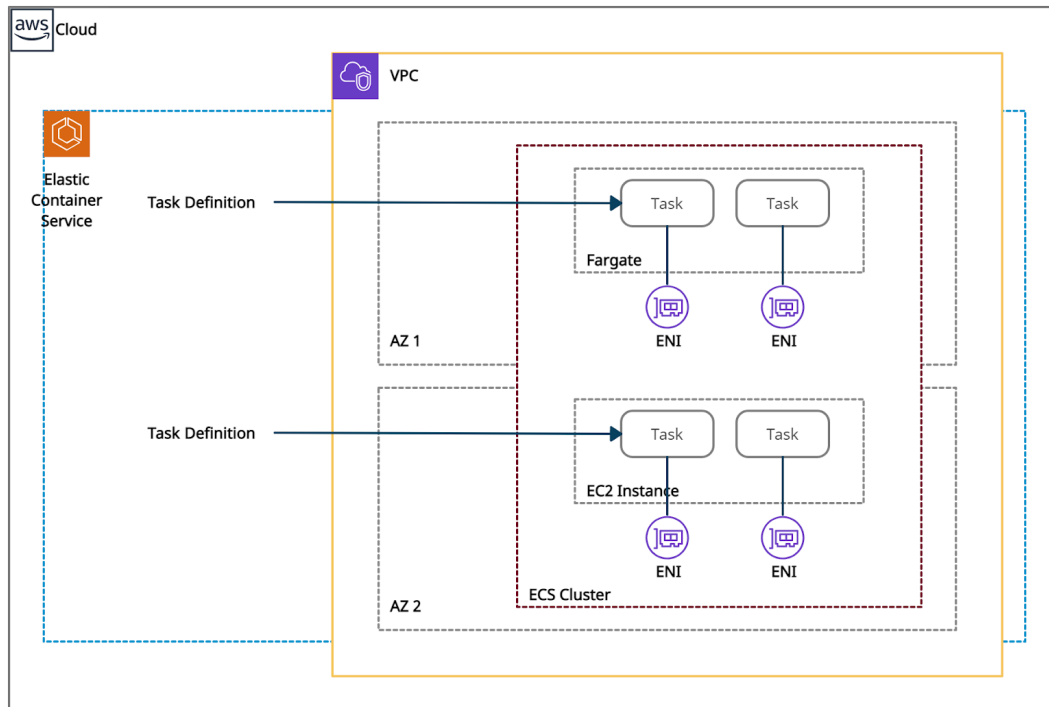 aws
Cloud
VPC
Elastic
Container
Service
Task Definition
Task
Task
Fargate
ENI
ENI
AZ 1
Task Definition
Task
Task
EC2 Instance
ENI
ENI
ECS Cluster
AZ 2